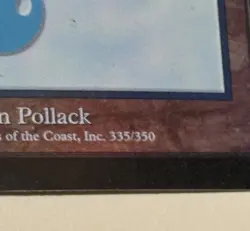 n Pollack
s of the Coast, Inc. 335/350